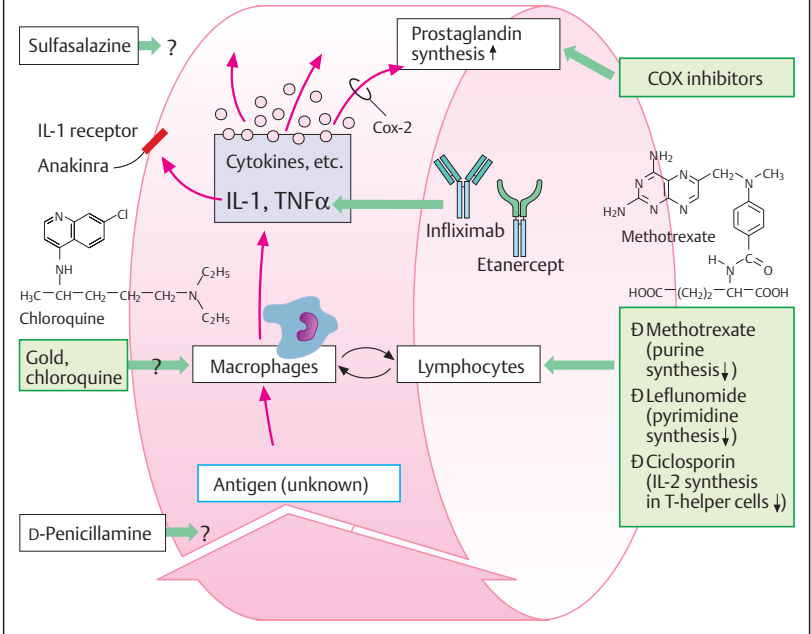 Sulfasalazine
?
Prostaglandin
synthesis ↑
COX inhibitors
Cox-2
IL-1 receptor
Anakinra
Cytokines, etc.
IL-1, TNFα
Infliximab
Etanercept
NH₂
N
N
N
N
H₂N
CH₂
N
CH₃
Methotrexate
C
O
H
N
HOOC
(CH₂)₂
CH
COOH
N
Cl
NH
H₃C
CH
CH₂
CH₂
CH₂
N
C₂H₅
C₂H₅
Chloroquine
Gold,
chloroquine
?
Macrophages
Lymphocytes
Ð Methotrexate
(purine
synthesis↓)
Ð Leflunomide
(pyrimidine
synthesis↓)
Ð Ciclosporin
(IL-2 synthesis
in T-helper cells ↓)
Antigen (unknown)
D-Penicillamine
?